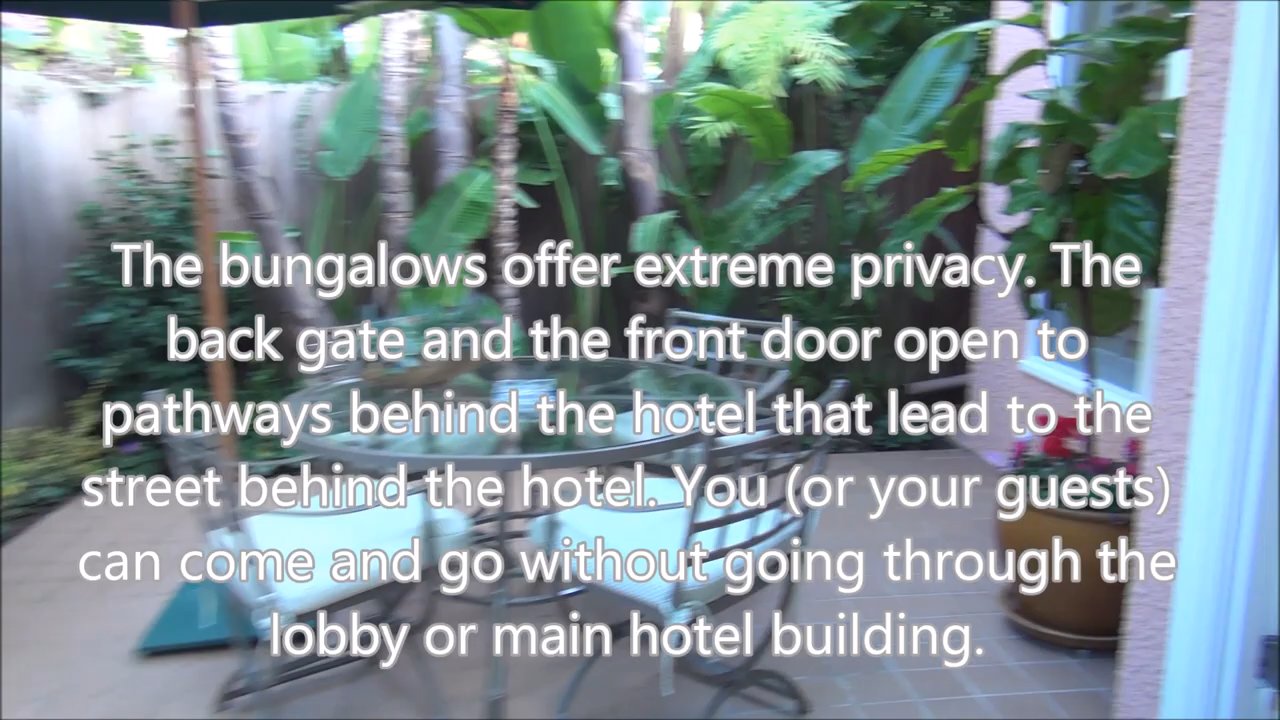 The bungalows offer extreme privacy. The
back gate and the front door open to
pathways behind the hotel that lead to the
street behind the hotel. You (or your guests)
can come and go without going through the
lobby or main hotel building.